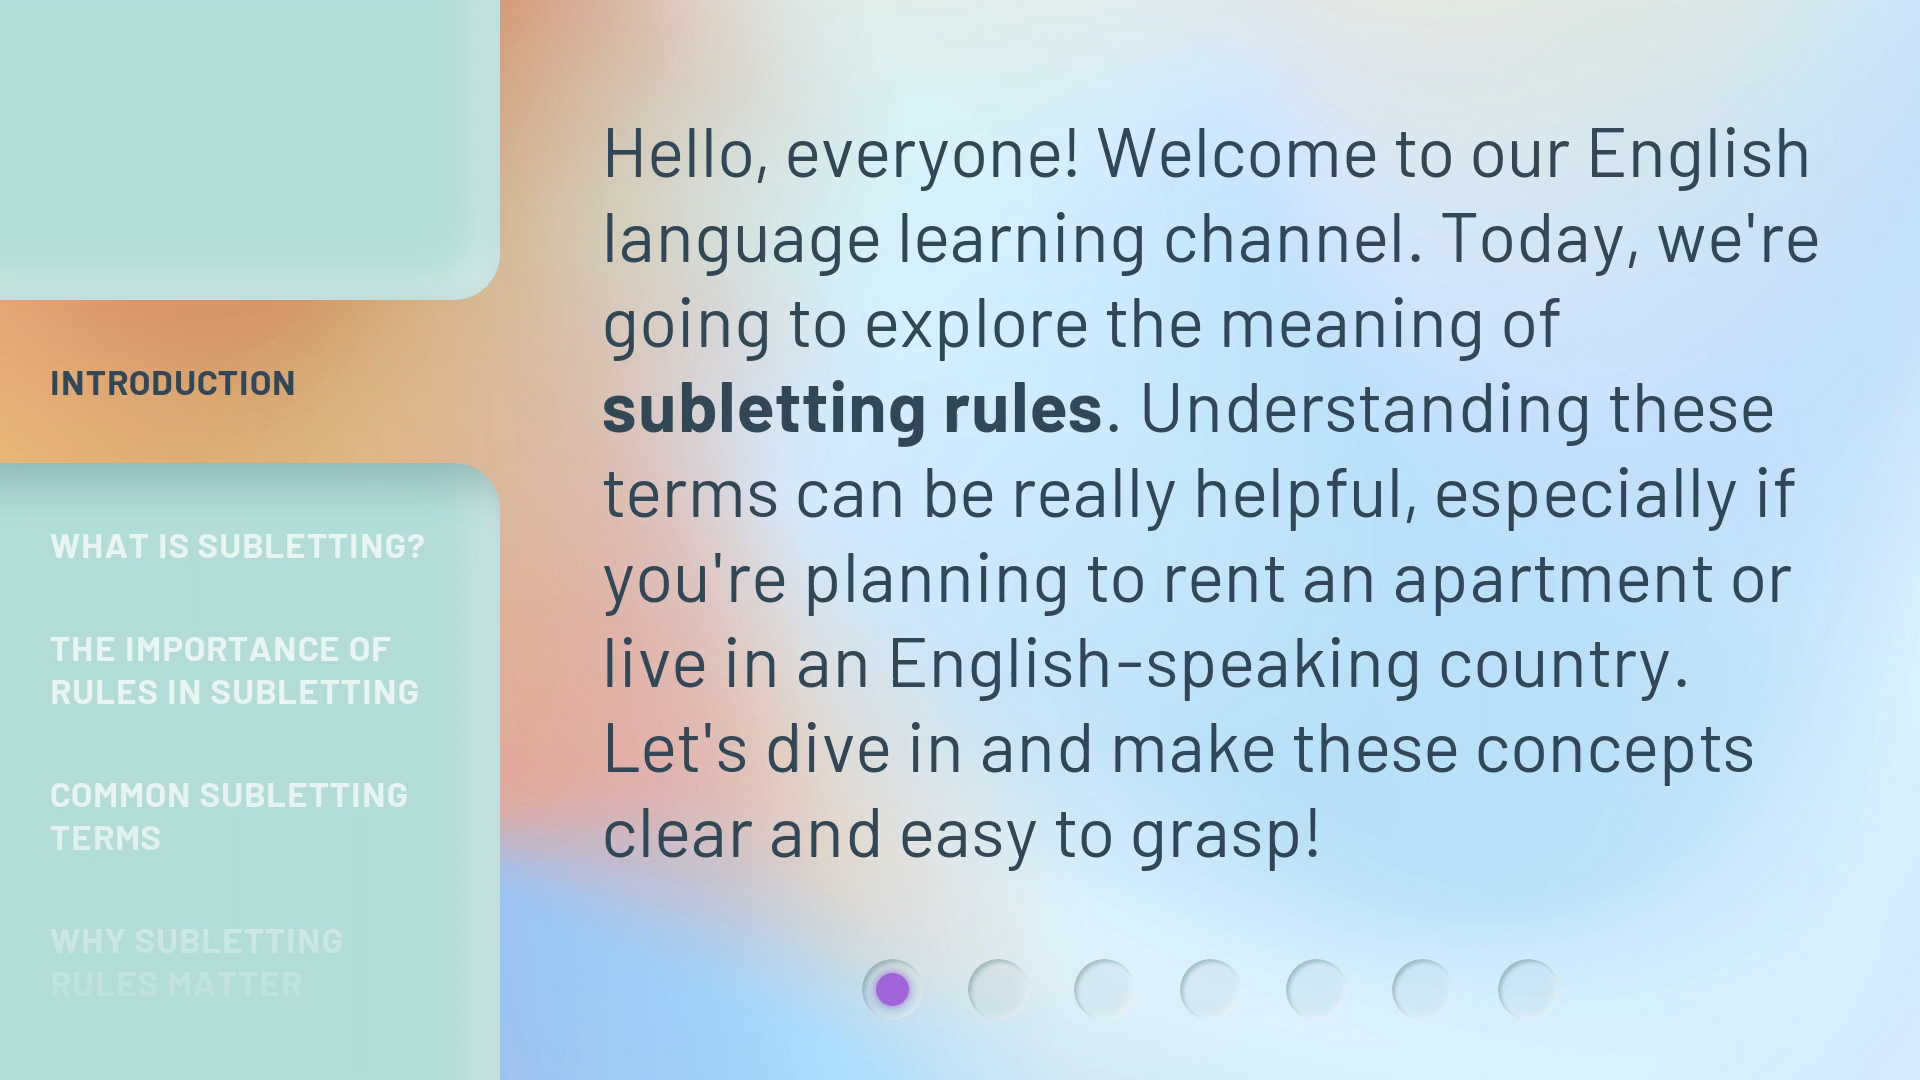 INTRODUCTION
WHAT IS SUBLETTING?
THE IMPORTANCE OF
RULES IN SUBLETTING
COMMON SUBLETTING
TERMS
WHY SUBLETTING
RULES MATTER
Hello, everyone! Welcome to our English
language learning channel. Today, we're
going to explore the meaning of
subletting rules. Understanding these
terms can be really helpful, especially if
you're planning to rent an apartment or
live in an English-speaking country.
Let's dive in and make these concepts
clear and easy to grasp!